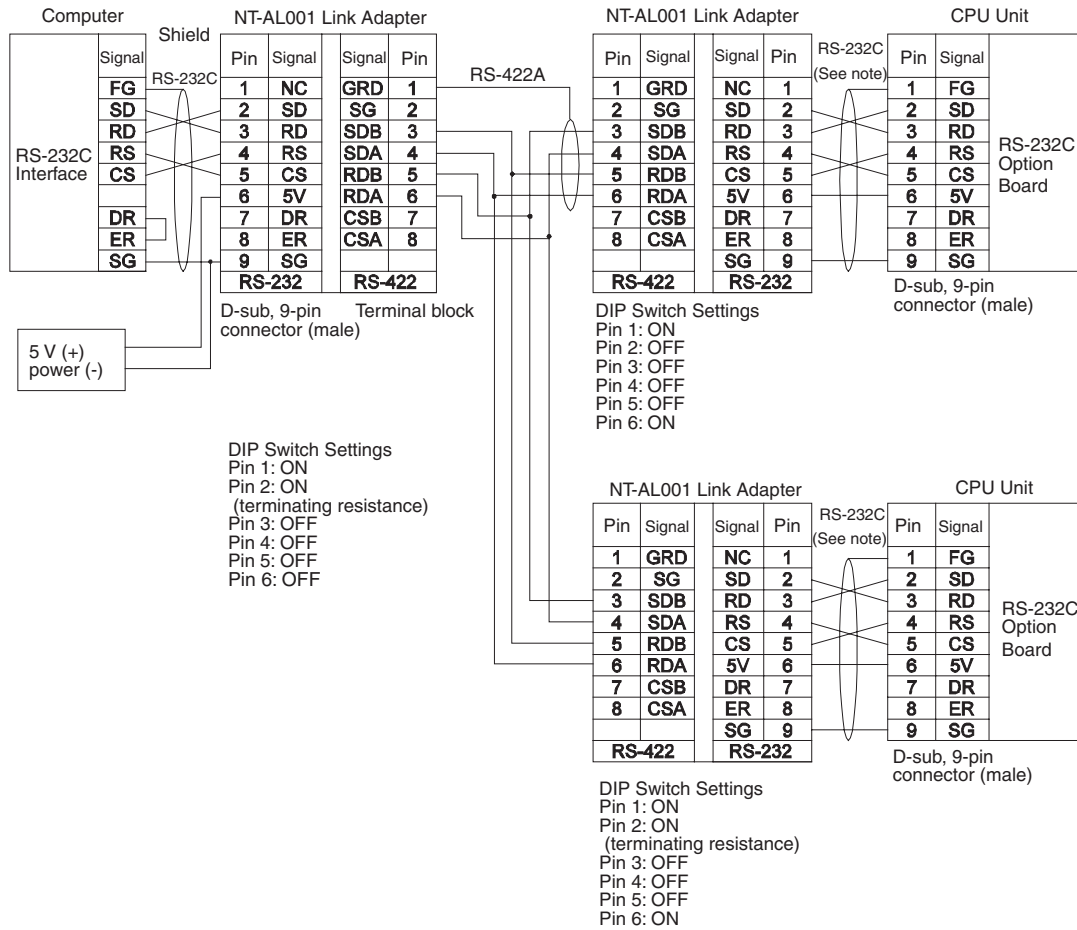 Computer
NT-AL001 Link Adapter
NT-AL001 Link Adapter
CPU Unit
Shield
Signal
Pin Signal
Signal Pin
RS-422A
Pin Signal
Signal Pin
RS-232C
(See note)
Pin Signal
RS-232C
FG
SD
RD
RS
CS
DR
ER
SG
RS-232C
Interface
1 NC
2 SD
3 RD
4 RS
5 CS
6 5V
7 DR
8 ER
9 SG
RS-232
GRD 1
SG 2
SDB 3
SDA 4
RDB 5
RDA 6
CSB 7
CSA 8
RS-422
1 GRD
2 SG
3 SDB
4 SDA
5 RDB
6 RDA
7 CSB
8 CSA
RS-422
NC 1
SD 2
RD 3
RS 4
CS 5
5V 6
DR 7
ER 8
SG 9
RS-232
1 FG
2 SD
3 RD
4 RS
5 CS
6 5V
7 DR
8 ER
9 SG
RS-232C
Option
Board
D-sub, 9-pin
connector (male)
Terminal block
D-sub, 9-pin
connector (male)
5 V (+)
power (-)
DIP Switch Settings
Pin 1: ON
Pin 2: OFF
Pin 3: OFF
Pin 4: OFF
Pin 5: OFF
Pin 6: ON
DIP Switch Settings
Pin 1: ON
Pin 2: ON
(terminating resistance)
Pin 3: OFF
Pin 4: OFF
Pin 5: OFF
Pin 6: OFF
NT-AL001 Link Adapter
CPU Unit
Pin Signal
Signal Pin
RS-232C
(See note)
Pin Signal
1 GRD
2 SG
3 SDB
4 SDA
5 RDB
6 RDA
7 CSB
8 CSA
RS-422
NC 1
SD 2
RD 3
RS 4
CS 5
5V 6
DR 7
ER 8
SG 9
RS-232
1 FG
2 SD
3 RD
4 RS
5 CS
6 5V
7 DR
8 ER
9 SG
RS-232C
Option
Board
D-sub, 9-pin
connector (male)
DIP Switch Settings
Pin 1: ON
Pin 2: ON
(terminating resistance)
Pin 3: OFF
Pin 4: OFF
Pin 5: OFF
Pin 6: ON